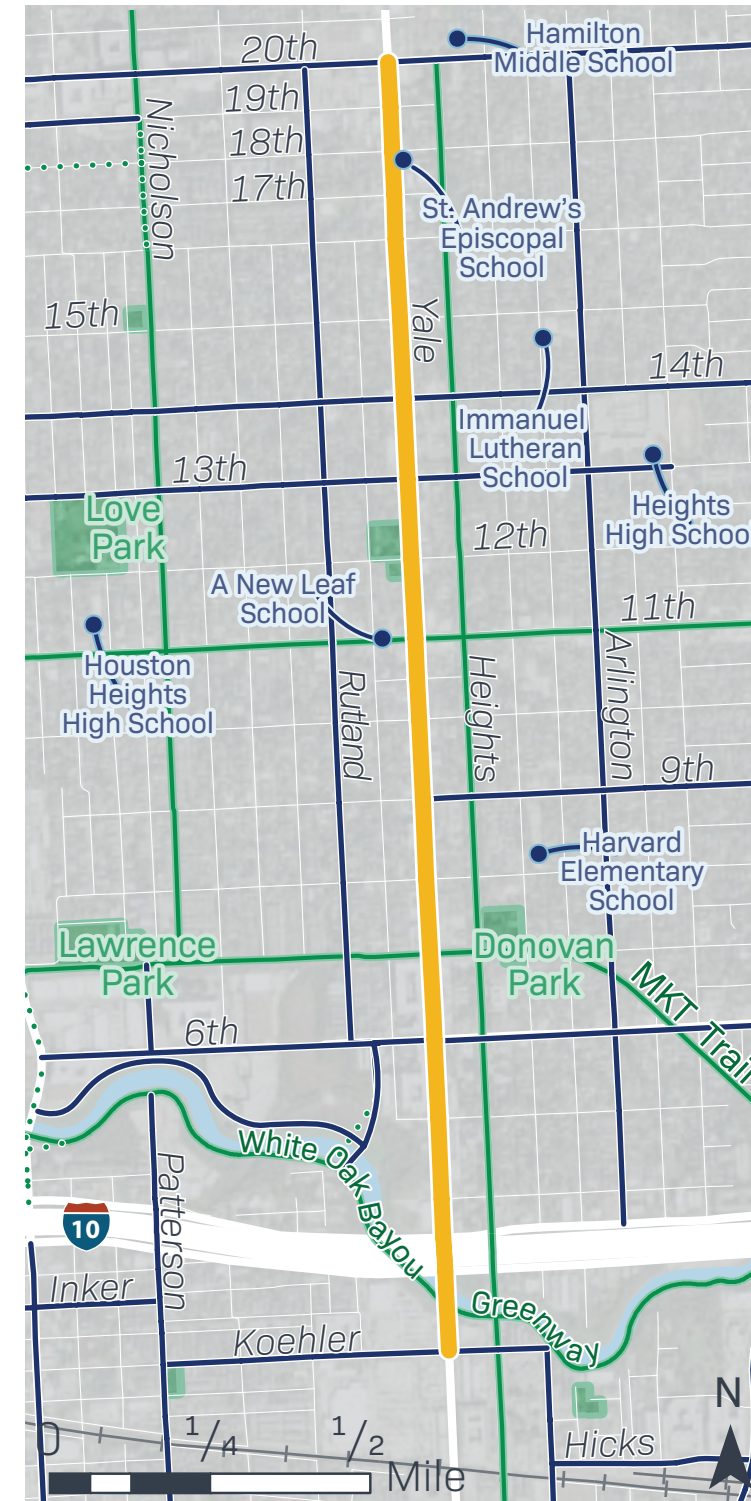 20th
Hamilton
Middle School
19th
Nicholson
18th
17th
St. Andrew's
Episcopal
School
15th
Yale
14th
Immanuel
Lutheran
School
13th
Love
Park
Heights
High Schoo
12th
A New Leaf
School
11th
Houston
Heights
High School
Rutland
Heights
Arlington
9th
Harvard
Elementary
School
Lawrence
Park
Donovan
Park
MKT Trail
6th
White Oak Bayou Greenway
Patterson
10
Inker
Koehler
N
0 1/4 1/2
Mile
Hicks